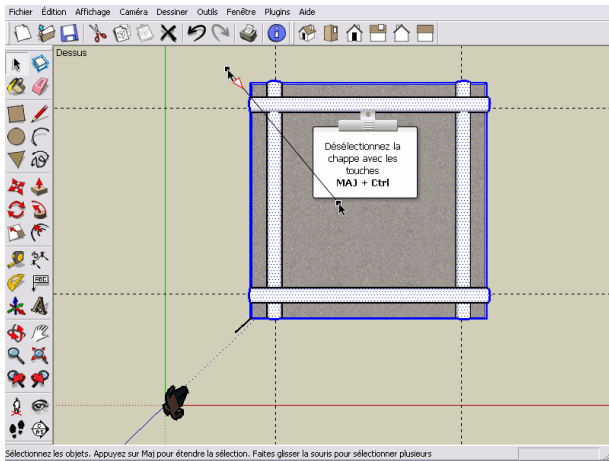 Fichier Édition Affichage Caméra Dessiner Outils Fenêtre Plugins Aide
Dessus
Désélectionnez la
chappe avec les
touches
MAJ + Ctrl
ABC
A
Sélectionnez les objets. Appuyez sur Maj pour étendre la sélection. Faites glisser la souris pour sélectionner plusieurs